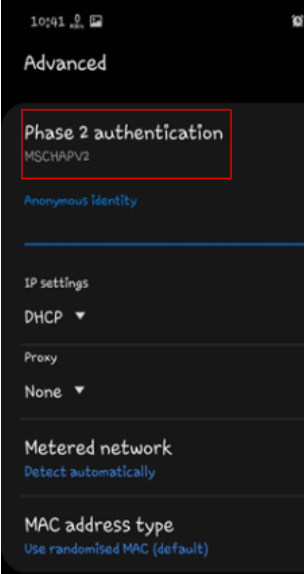 10:41
Advanced
Phase 2 authentication
MSCHAPV2
Anonymous identity
IP settings
DHCP
Proxy
None
Metered network
Detect automatically
MAC address type
Use randomised MAC (default)